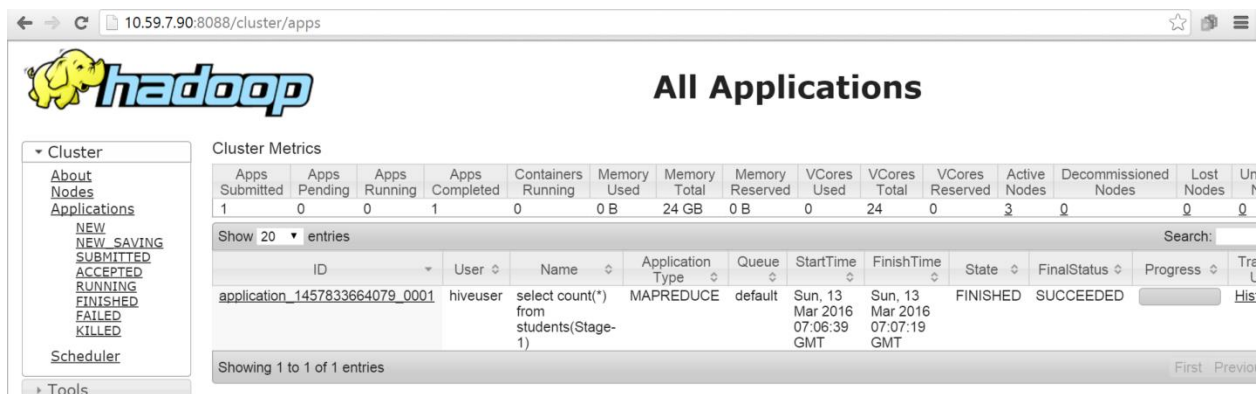 10.59.7.90:8088/cluster/apps
hadoop
All Applications
Cluster
About
Nodes
Applications
NEW
NEW_SAVING
SUBMITTED
ACCEPTED
RUNNING
FINISHED
FAILED
KILLED
Scheduler
Tools
Cluster Metrics
Apps Submitted Apps Pending Apps Running Apps Completed Containers Running Memory Used Memory Total Memory Reserved VCores Used VCores Total VCores Reserved Active Nodes Decommissioned Nodes Lost Nodes
1 0 0 1 0 0 B 24 GB 0 B 0 24 0 3 0 0 0
Show 20 entries Search:
ID User Name Application Type Queue StartTime FinishTime State FinalStatus Progress
application_1457833664079_0001 hiveuser select count(*) MAPREDUCE default Sun, 13 Sun, 13 FINISHED SUCCEEDED
from Mar 2016 Mar 2016
students(Stage- 07:06:39 07:07:19
1) GMT GMT
Showing 1 to 1 of 1 entries First